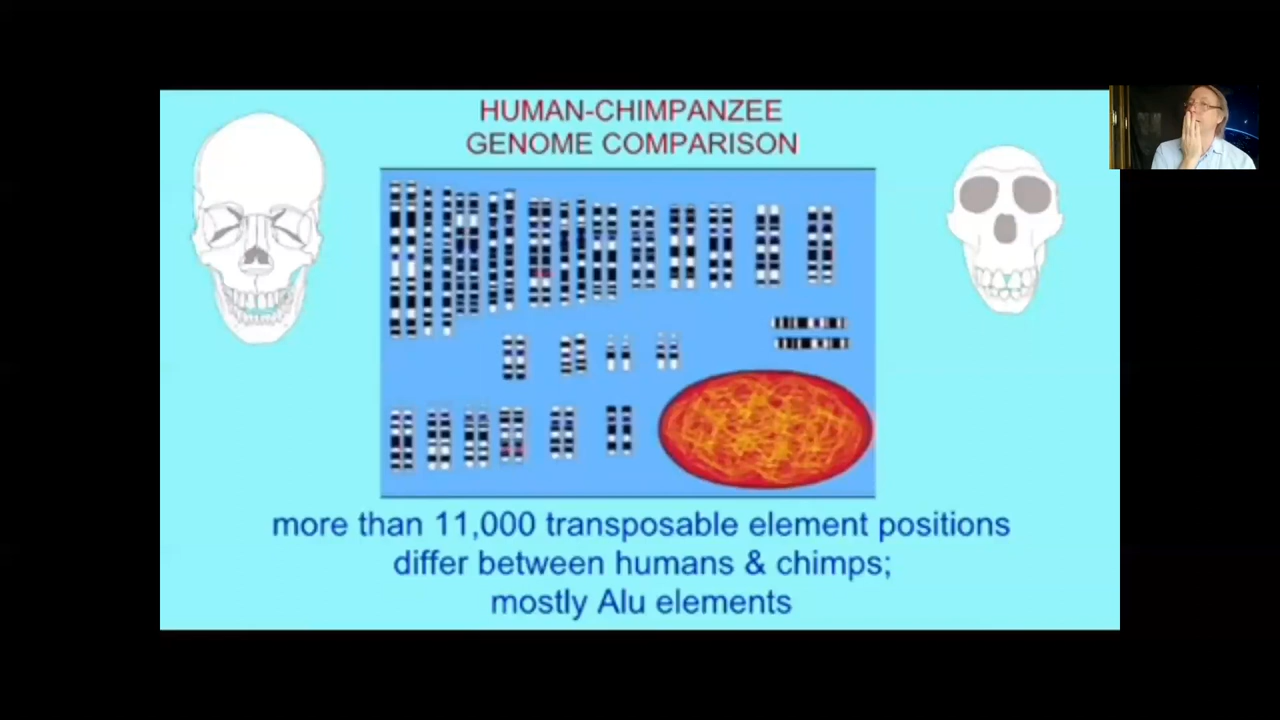 HUMAN-CHIMPANZEE
GENOME COMPARISON
more than 11,000 transposable element positions
differ between humans & chimps;
mostly Alu elements